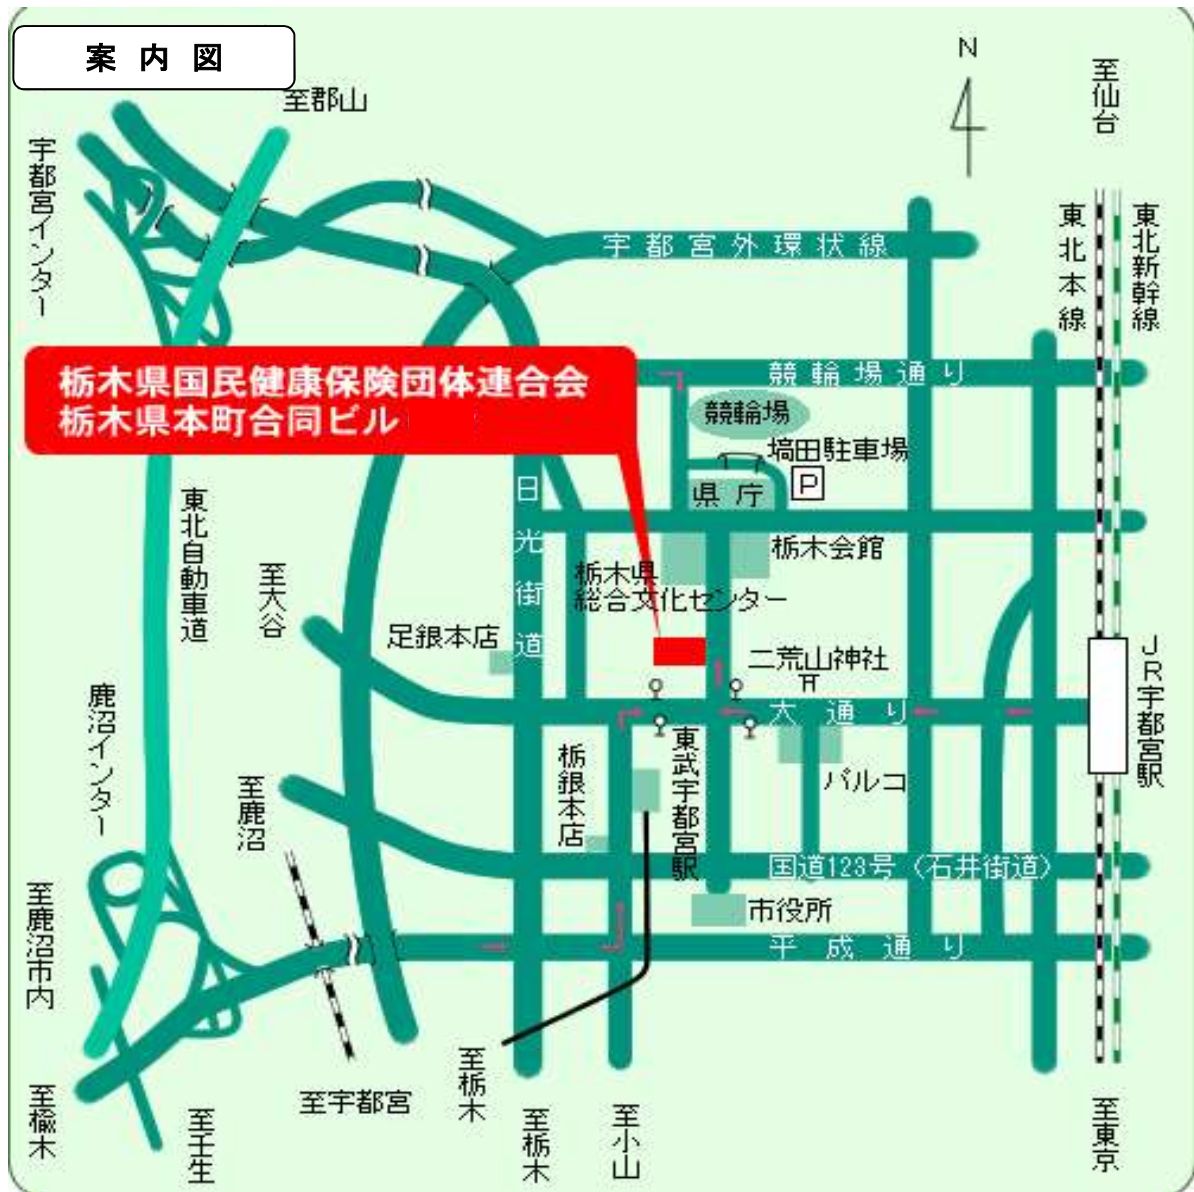 案内図
至郡山
N
至仙台
宇都宮インター
東北本線
東北新幹線
宇都宮外環状線
競輪場通り
栃木県国民健康保険団体連合会
栃木県本町合同ビル
競輪場
塙田駐車場
P
県庁
日光街道
東北自動車道
栃木会館
栃木県
総合文化センター
至大谷
足銀本店
二荒山神社
JR宇都宮駅
大通り
鹿沼インター
栃銀本店
東武宇都宮駅
パルコ
至鹿沼
国道123号（石井街道）
至鹿沼市内
市役所
平成通り
至楡木
至壬生
至宇都宮
至栃木
至栃木
至小山
至東京